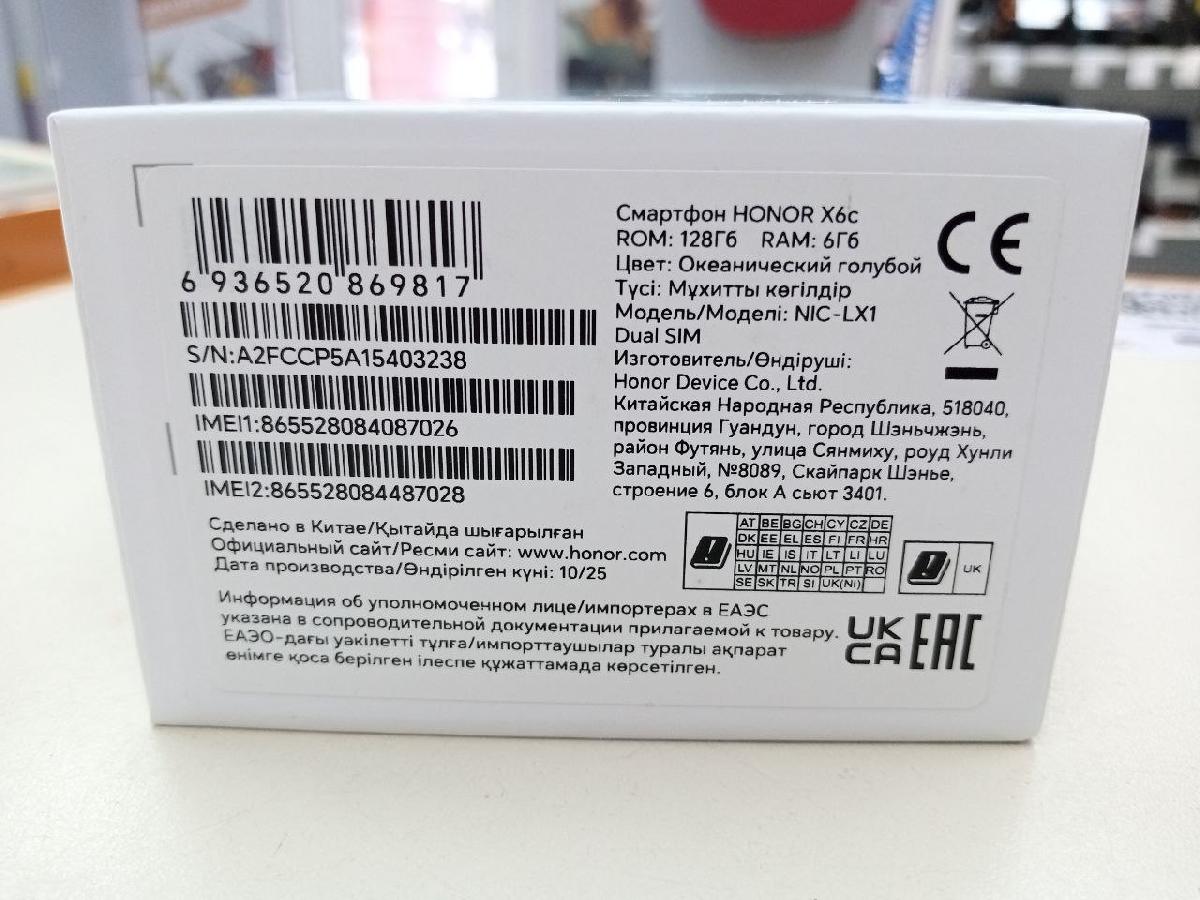 6 936520 869817
S/N:A2FCCP5A15403238
IMEI1:865528084087026
IMEI2:865528084487028
Смартфон HONOR X6c
ROM: 128Гб RAM: 6Гб
Цвет: Океанический голубой
Түсі: Мұхитты көгілдір
Модель/Моделі: NIC-LX1
Dual SIM
Изготовитель/Өндіруші:
Honor Device Co., Ltd.
Китайская Народная Республика, 518040,
провинция Гуандун, город Шэньчжэнь,
район Футянь, улица Сянмиху, роуд Хунли
Западный, №8089, Скайпарк Шэнье,
строение 6, блок А сьют 3401.
CE
Сделано в Китае/Қытайда шығарылған
Официальный сайт/Ресми сайт: www.honor.com
Дата производства/Өндірілген күні: 10/25
AT BE BG CH CY CZ DE
DK EE EL ES FI FR HR
HU IE IS IT LT LI LU
LV MT NL NO PL PT RO
SE SK TR SI UK(NI)
UK
Информация об уполномоченном лице/импортерах в ЕАЭС
указана в сопроводительной документации прилагаемой к товару.
ЕАЭО-дағы уәкілетті тұлға/импорттаушылар туралы ақпарат
өнімге қоса берілген ілеспе құжаттамада көрсетілген.
UK
CA
EAC